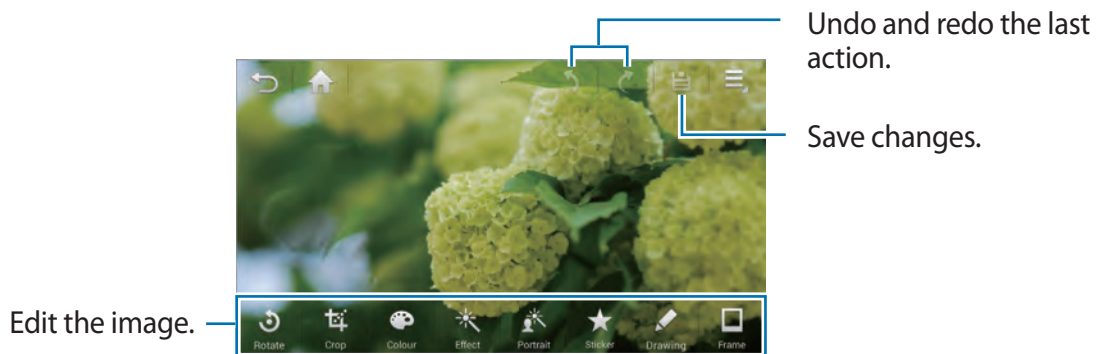 Undo and redo the last
action.
Save changes.
Edit the image.
Rotate Crop Colour Effect Portrait Sticker Drawing Frame